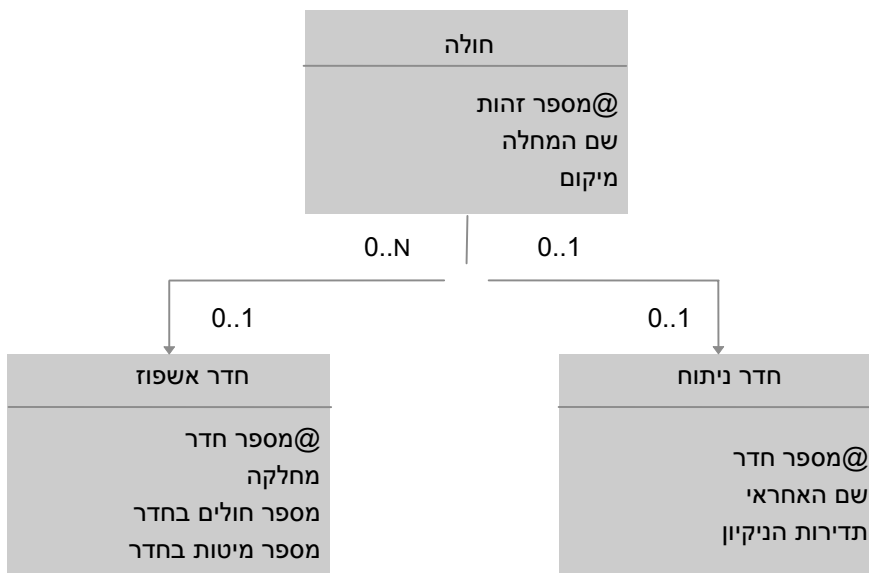 חולה
@מספר זהות
שם המחלה
מיקום
0..N
0..1
0..1
0..1
חדר אשפוז
@מספר חדר
מחלקה
מספר חולים בחדר
מספר מיטות בחדר
חדר ניתוח
@מספר חדר
שם האחראי
תדירות הניקיון